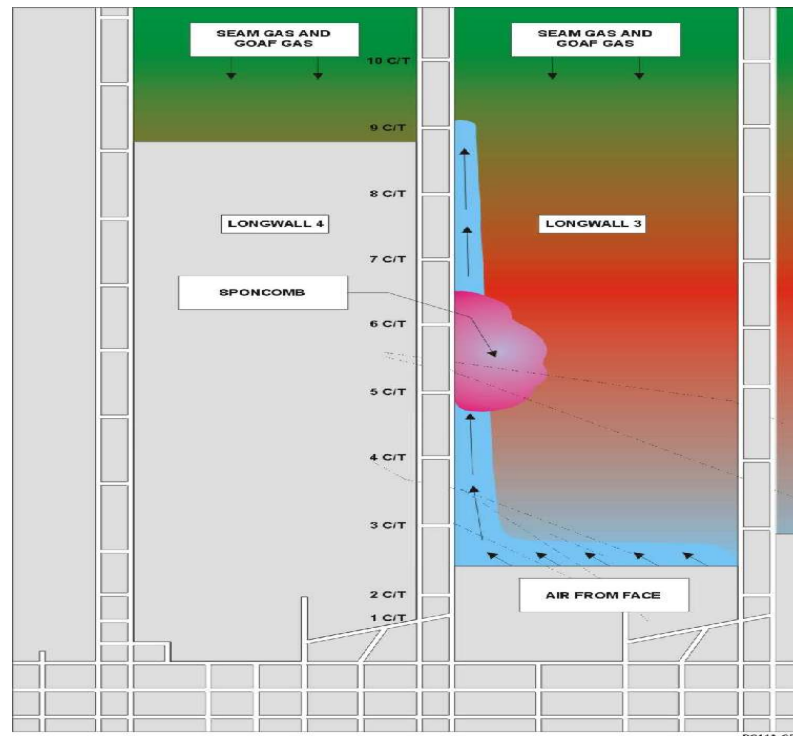 SEAM GAS AND
GOAF GAS
SEAM GAS AND
GOAF GAS
10 C/T
9 C/T
8 C/T
LONGWALL 4
LONGWALL 3
7 C/T
SPONCOMB
6 C/T
5 C/T
4 C/T
3 C/T
2 C/T
AIR FROM FACE
1 C/T